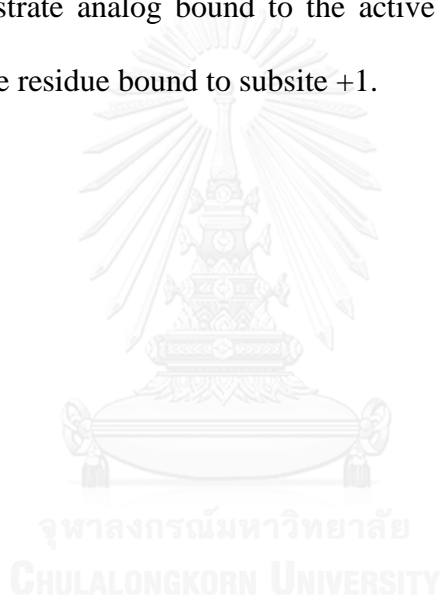 strate analog bound to the active
e residue bound to subsite +1.
จุฬาลงกรณ์มหาวิทยาลัย
CHULALONGKORN UNIVERSITY